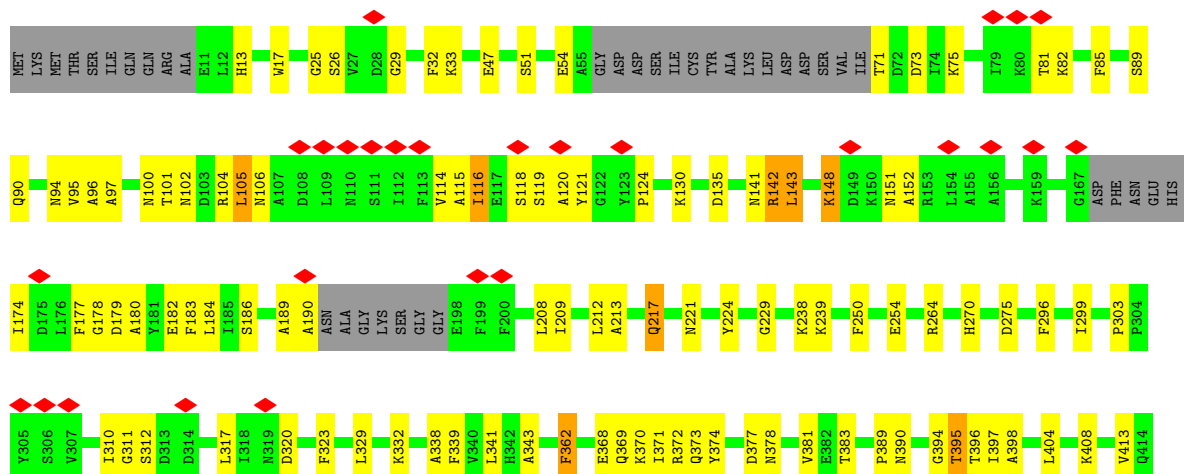 MET LYS MET THR SER ILE GLN GLN ARG ALA E11 L12 H13 W17 G25 S26 V27 D28 G29 F32 K33 E47 S51 E54 A55 GLY ASP ASP SER ILE CYS TYR ALA LYS LEU ASP ASP SER VAL ILE T71 D72 D73 I74 K75 I79 K80 T81 K82 F85 S89
Q90 N94 V95 A96 A97 N100 T101 N102 D103 R104 L105 N106 A107 D108 L109 N110 S111 I112 F113 V114 A115 I116 E117 S118 S119 A120 Y121 G122 Y123 P124 K130 D135 N141 R142 L143 K148 D149 K150 N151 A152 R153 L154 A155 A156 K159 G167 ASP PHE ASN GLU HIS
I174 D175 L176 F177 G178 D179 A180 Y181 E182 F183 L184 I185 S186 A189 A190 ASN ALA GLY LYS SER GLY GLY E198 F199 F200 L208 I209 L212 A213 Q217 N221 Y224 G229 K238 K239 F250 E254 R264 H270 D275 F296 I299 P303 P304
Y305 S306 V307 I310 G311 S312 D313 D314 L317 I318 N319 D320 F323 L329 K332 A338 F339 V340 L341 H342 A343 F362 E368 Q369 K370 I371 R372 Q373 Y374 D377 N378 V381 E382 T383 P389 N390 G394 T395 T396 I397 A398 L404 K408 V413 Q414